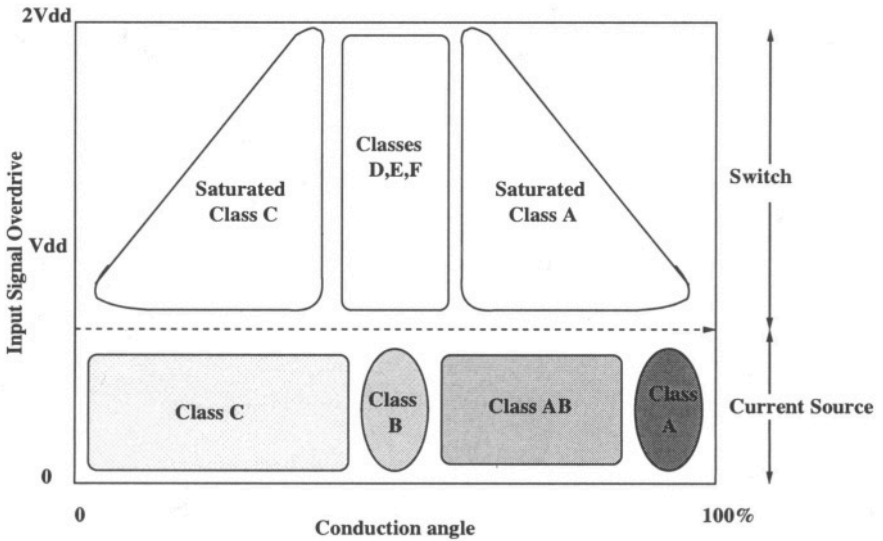 2Vdd
Classes
D,E,F
Saturated
Class C
Saturated
Class A
Switch
Input Signal Overdrive
Vdd
Class C
Class
B
Class AB
Class
A
Current Source
0
0
Conduction angle
100%